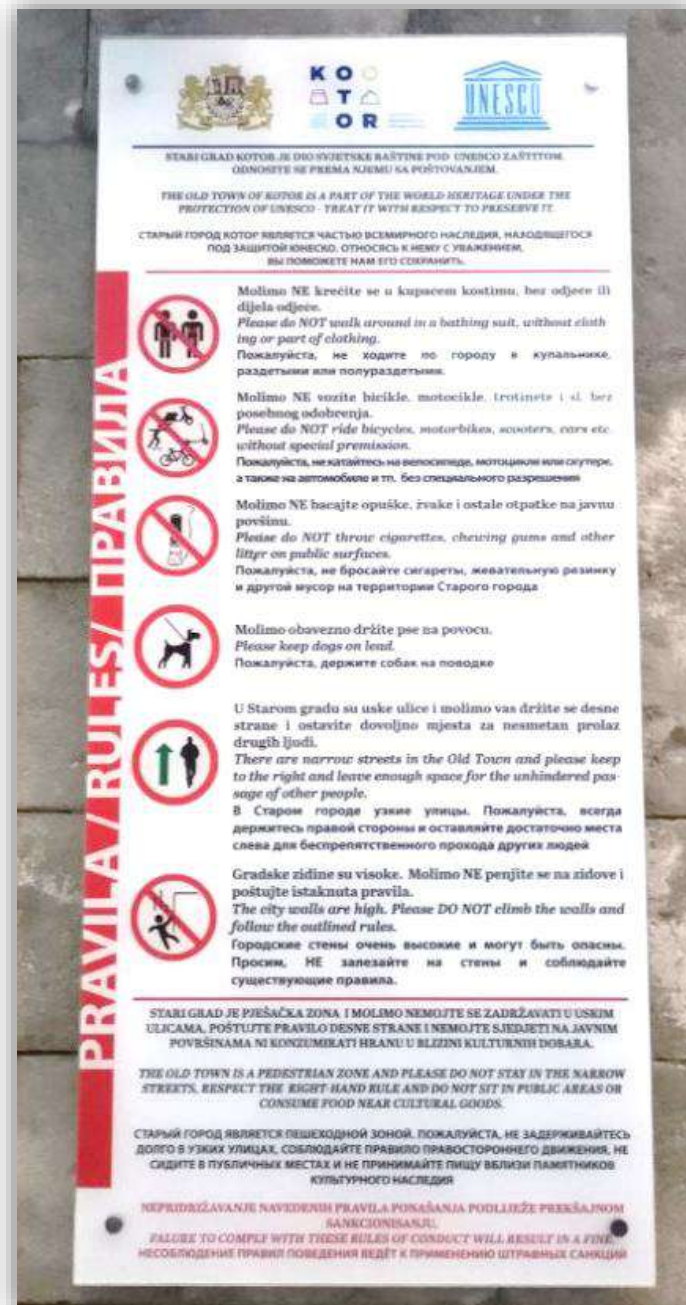 KO
TO
OR
UNESCO
STARI GRAD KOTOR JE DIO SVJETSKE BAŠTINE POD UNESCO ZAŠTITOM.
ODNOSITE SE PREMA NJEMU SA POŠTOVANJEM.
THE OLD TOWN OF KOTOR IS A PART OF THE WORLD HERITAGE UNDER THE
PROTECTION OF UNESCO - TREAT IT WITH RESPECT TO PRESERVE IT.
СТАРЫЙ ГОРОД КОТОР ЯВЛЯЕТСЯ ЧАСТЬЮ ВСЕМИРНОГО НАСЛЕДИЯ, НАХОДЯЩЕГОСЯ
ПОД ЗАЩИТОЙ ЮНЕСКО. ОТНОСЯСЬ К НЕМУ С УВАЖЕНИЕМ,
ВЫ ПОМОЖЕТЕ НАМ ЕГО СОХРАНИТЬ.
PRAVILA / RULES/ ПРАВИЛА
Molimo NE krećite se u kupaćem kostimu, bez odjeće ili
dijela odjeće.
Please do NOT walk around in a bathing suit, without cloth
ing or part of clothing.
Пожалуйста, не ходите по городу в купальнике,
раздетыми или полураздетыми.
Molimo NE vozite bicikle, motocikle, trotinete i sl. bez
posebnog odobrenja.
Please do NOT ride bicycles, motorbikes, scooters, cars etc
without special premission.
Пожалуйста, не катайтесь на велосипеде, мотоцикле или скутере,
а также на автомобиле и тп. без специального разрешения
Molimo NE bacajte opuške, žvake i ostale otpatke na javnu
povšinu.
Please do NOT throw cigarettes, chewing gums and other
littyr on public surfaces.
Пожалуйста, не бросайте сигареты, жевательную резинку
и другой мусор на территории Старого города
Molimo obavezno držite pse na povocu.
Please keep dogs on lead.
Пожалуйста, держите собак на поводке
U Starom gradu su uske ulice i molimo vas držite se desne
strane i ostavite dovoljno mjesta za nesmetan prolaz
drugih ljudi.
There are narrow streets in the Old Town and please keep
to the right and leave enough space for the unhindered pas-
sage of other people.
В Старом городе узкие улицы. Пожалуйста, всегда
держитесь правой стороны и оставляйте достаточно места
слева для беспрепятственного прохода других людей
Gradske zidine su visoke. Molimo NE penjite se na zidove i
poštujte istaknuta pravila.
The city walls are high. Please DO NOT climb the walls and
follow the outlined rules.
Городские стены очень высокие и могут быть опасны.
Просим, НЕ залезайте на стены и соблюдайте
существующие правила.
STARI GRAD JE PJEŠAČKA ZONA I MOLIMO NEMOJTE SE ZADRŽAVATI U USKIM
ULICAMA, POŠTUJTE PRAVILO DESNE STRANE I NEMOJTE SJEDJETI NA JAVNIM
POVRŠINAMA NI KONZUMIRATI HRANU U BLIZINI KULTURNIH DOBARA.
THE OLD TOWN IS A PEDESTRIAN ZONE AND PLEASE DO NOT STAY IN THE NARROW
STREETS, RESPECT THE RIGHT-HAND RULE AND DO NOT SIT IN PUBLIC AREAS OR
CONSUME FOOD NEAR CULTURAL GOODS.
СТАРЫЙ ГОРОД ЯВЛЯЕТСЯ ПЕШЕХОДНОЙ ЗОНОЙ. ПОЖАЛУЙСТА, НЕ ЗАДЕРЖИВАЙТЕСЬ
ДОЛГО В УЗКИХ УЛИЦАХ, СОБЛЮДАЙТЕ ПРАВИЛО ПРАВОСТОРОННЕГО ДВИЖЕНИЯ, НЕ
СИДИТЕ В ПУБЛИЧНЫХ МЕСТАХ И НЕ ПРИНИМАЙТЕ ПИЩУ ВБЛИЗИ ПАМЯТНИКОВ
КУЛЬТУРНОГО НАСЛЕДИЯ
NEPRIDRŽAVANJE NAVEDENIH PRAVILA PONAŠANJA PODLIJEŽE PREKŠAJNOM
SANKCIONISANJU.
FALURE TO COMPLY WITH THESE RULES OF CONDUCT WILL RESULT IN A FINE
НЕСОБЛЮДЕНИЕ ПРАВИЛ ПОВЕДЕНИЯ ВЕДЁТ К ПРИМЕНЕНИЮ ШТРАФНЫХ САНКЦИЙ